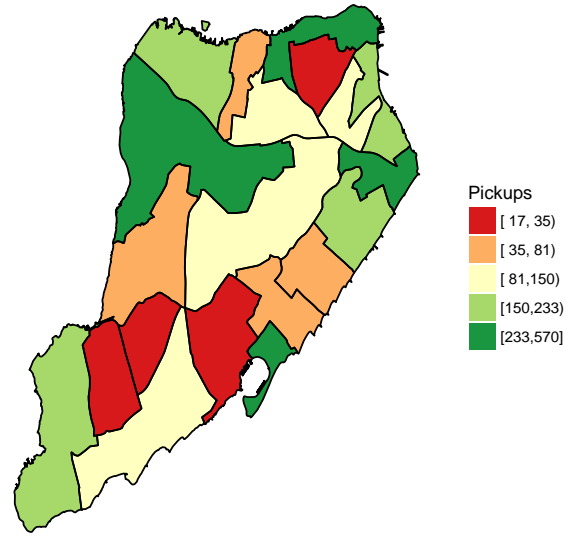 Pickups
[ 17, 35)
[ 35, 81)
[ 81,150)
[150,233)
[233,570]